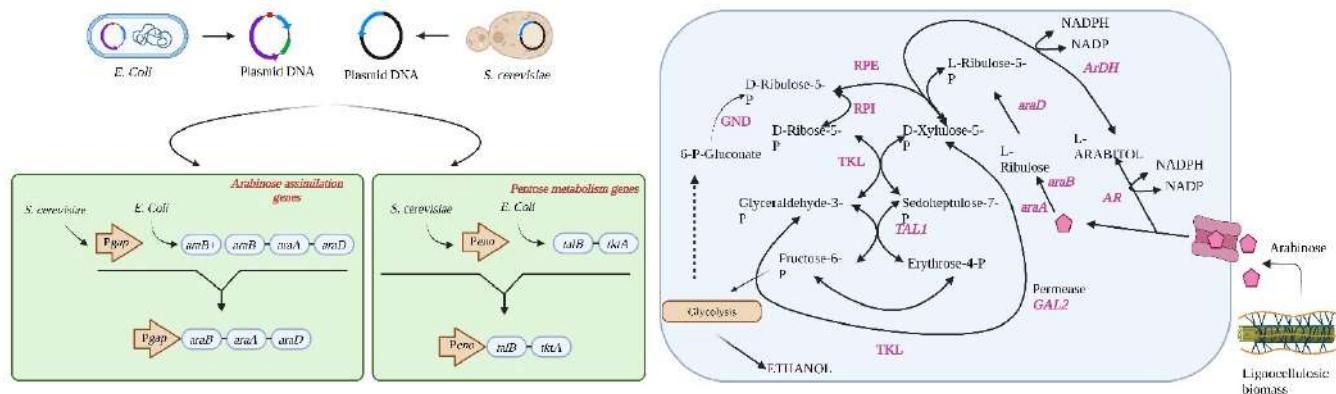 E. Coli
Plasmid DNA
Plasmid DNA
S. cerevisiae
Arabinose assimilation
genes
S. cerevisiae
E. Coli
Pgap
araB+
araB
araA
araD
Pgap
araB
araA
araD
Pentose metabolism genes
S. cerevisiae
E. Coli
Peno
talB
tktA
Peno
talB
tktA
NADPH
NADP
ArDH
RPE
L-Ribulose-5-
P
D-Ribulose-5-
P
RPI
GND
araD
D-Ribose-5-
P
D-Xylulose-5-
P
L-
ARABITOL
6-P-Gluconate
TKL
L-
Ribulose
NADPH
NADP
araB
AR
araA
Glyceraldehyde-3-
P
Sedoheptulose-7-
P
TAL1
Fructose-6-
P
Erythrose-4-P
Arabinose
Permease
GAL2
Glycolysis
TKL
ETHANOL
Lignocellulosic
biomass